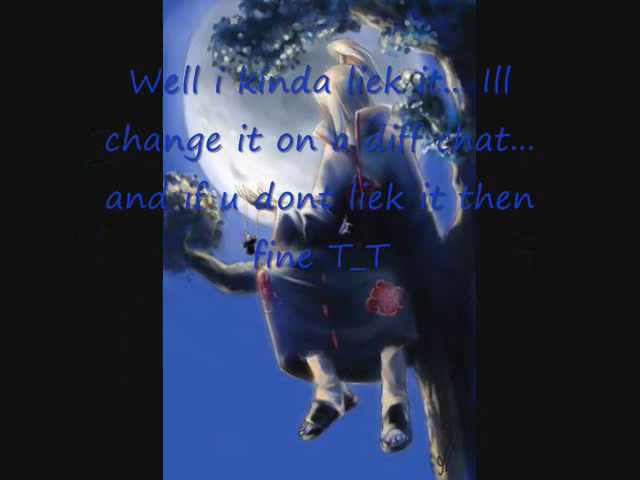 Well i kinda liek it... Ill
change it on a diff chat...
and if u dont liek it then
fine T_T